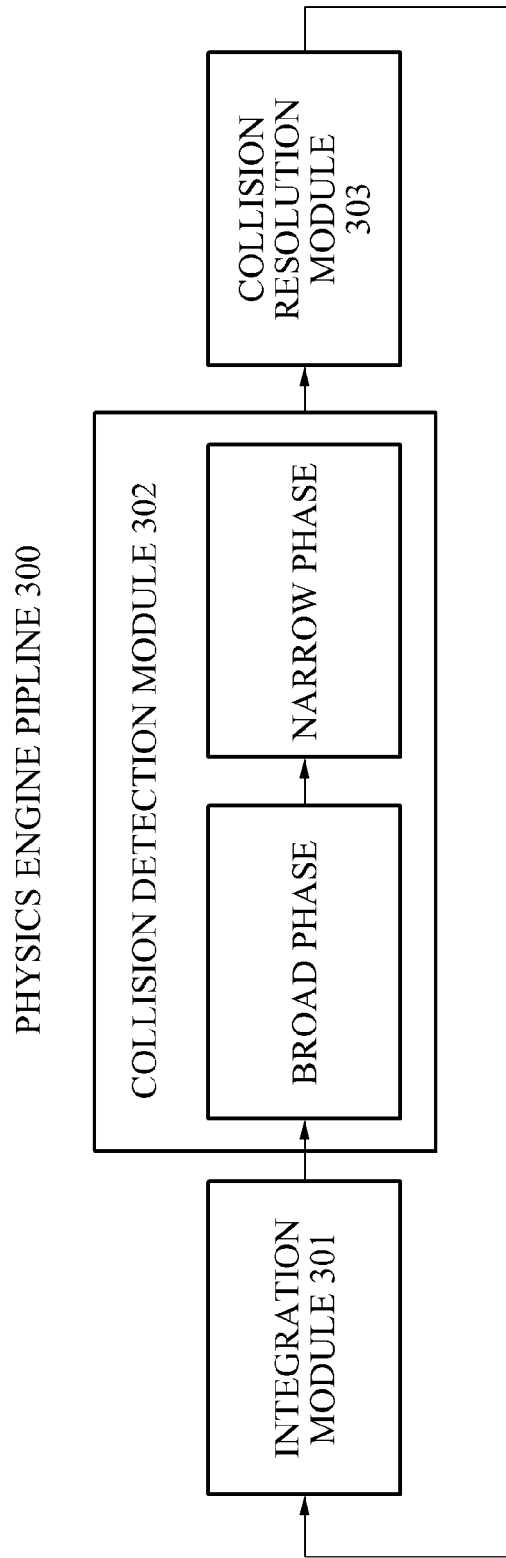 PHYSICS ENGINE PIPLINE 300
COLLISION DETECTION MODULE 302
INTEGRATION
MODULE 301
BROAD PHASE
NARROW PHASE
COLLISION
RESOLUTION
MODULE
303